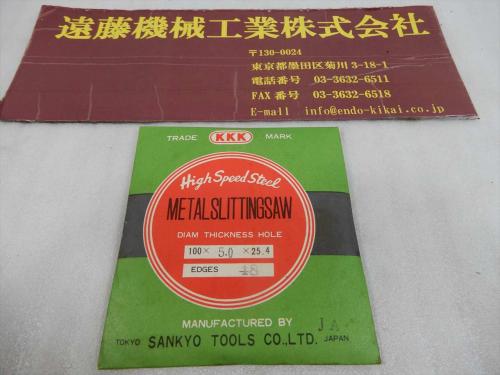 遠藤機械工業株式会社
〒130-0024
東京都墨田区菊川3-18-1
電話番号 03-3632-6511
FAX番号 03-3632-6518
E-mail info@endo-kikai.co.jp
TRADE KKK MARK
High Speed Steel
METALSLITTINGSAW
DIAM THICKNESS HOLE
100× 5.0 ×25.4
EDGES 48
MANUFACTURED BY JA
TOKYO SANKYO TOOLS CO.,LTD. JAPAN